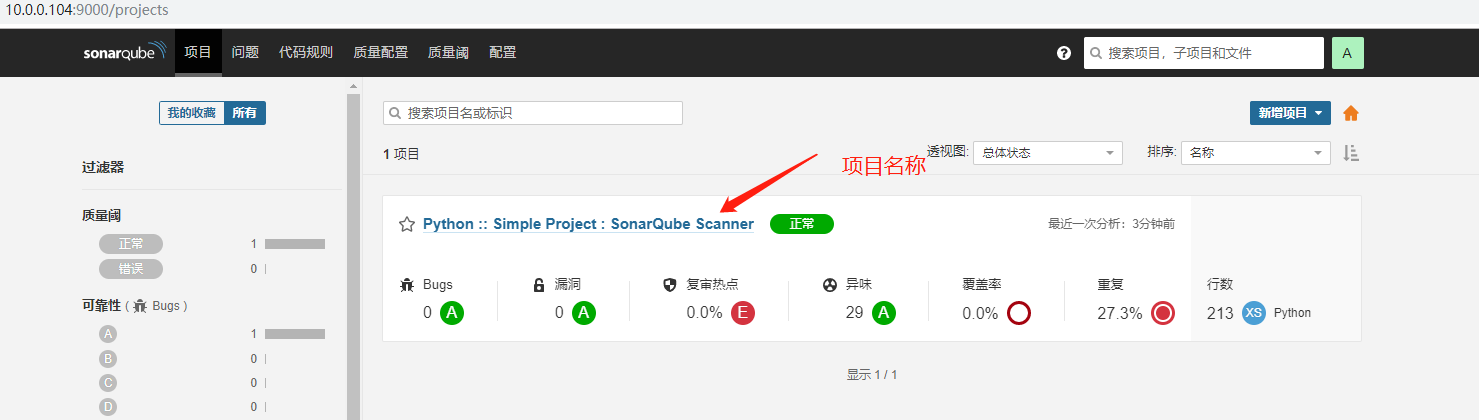 10.0.0.104:9000/projects
sonarqube 项目 问题 代码规则 质量配置 质量阈 配置 ? 搜索项目，子项目和文件 A
我的收藏 所有
过滤器
质量阈
正常 1
错误 0
可靠性 ( Bugs )
A 1
B 0
C 0
D 0
搜索项目名或标识 新增项目
1 项目 透视图: 总体状态 排序: 名称
项目名称
Python :: Simple Project : SonarQube Scanner 正常 最近一次分析：3分钟前
Bugs 漏洞 复审热点 异味 覆盖率 重复 行数
0 A 0 A 0.0% E 29 A 0.0% 27.3% 213 XS Python
显示 1 / 1